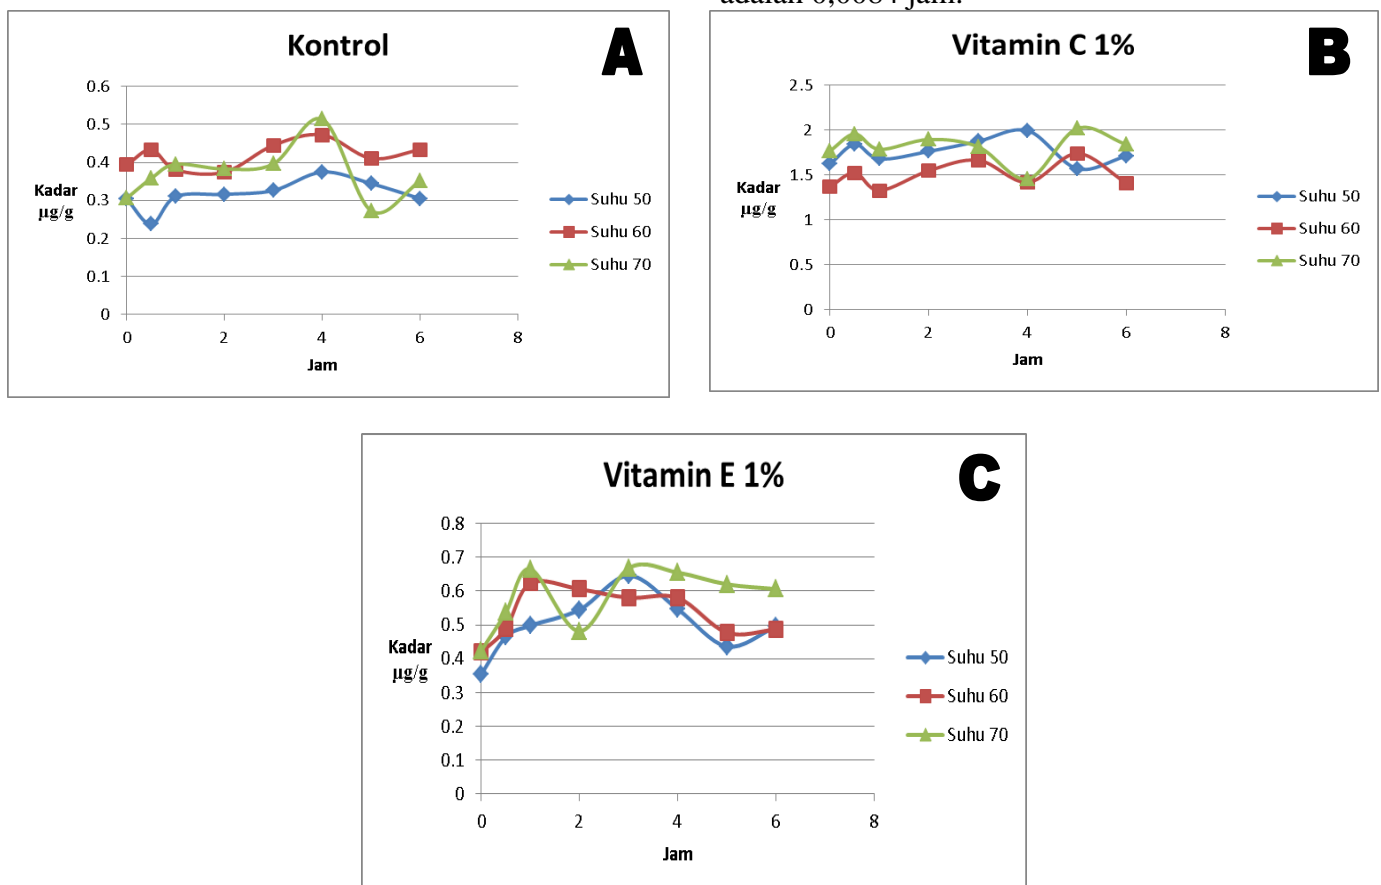 Kontrol
A
0.6
0.5
0.4
0.3
0.2
0.1
0
Kadar
µg/g
0 2 4 6 8
Jam
Suhu 50
Suhu 60
Suhu 70
Vitamin C 1%
B
2.5
2
1.5
1
0.5
0
Kadar
µg/g
0 2 4 6 8
Jam
Suhu 50
Suhu 60
Suhu 70
Vitamin E 1%
C
0.8
0.7
0.6
0.5
0.4
0.3
0.2
0.1
0
Kadar
µg/g
0 2 4 6 8
Jam
Suhu 50
Suhu 60
Suhu 70